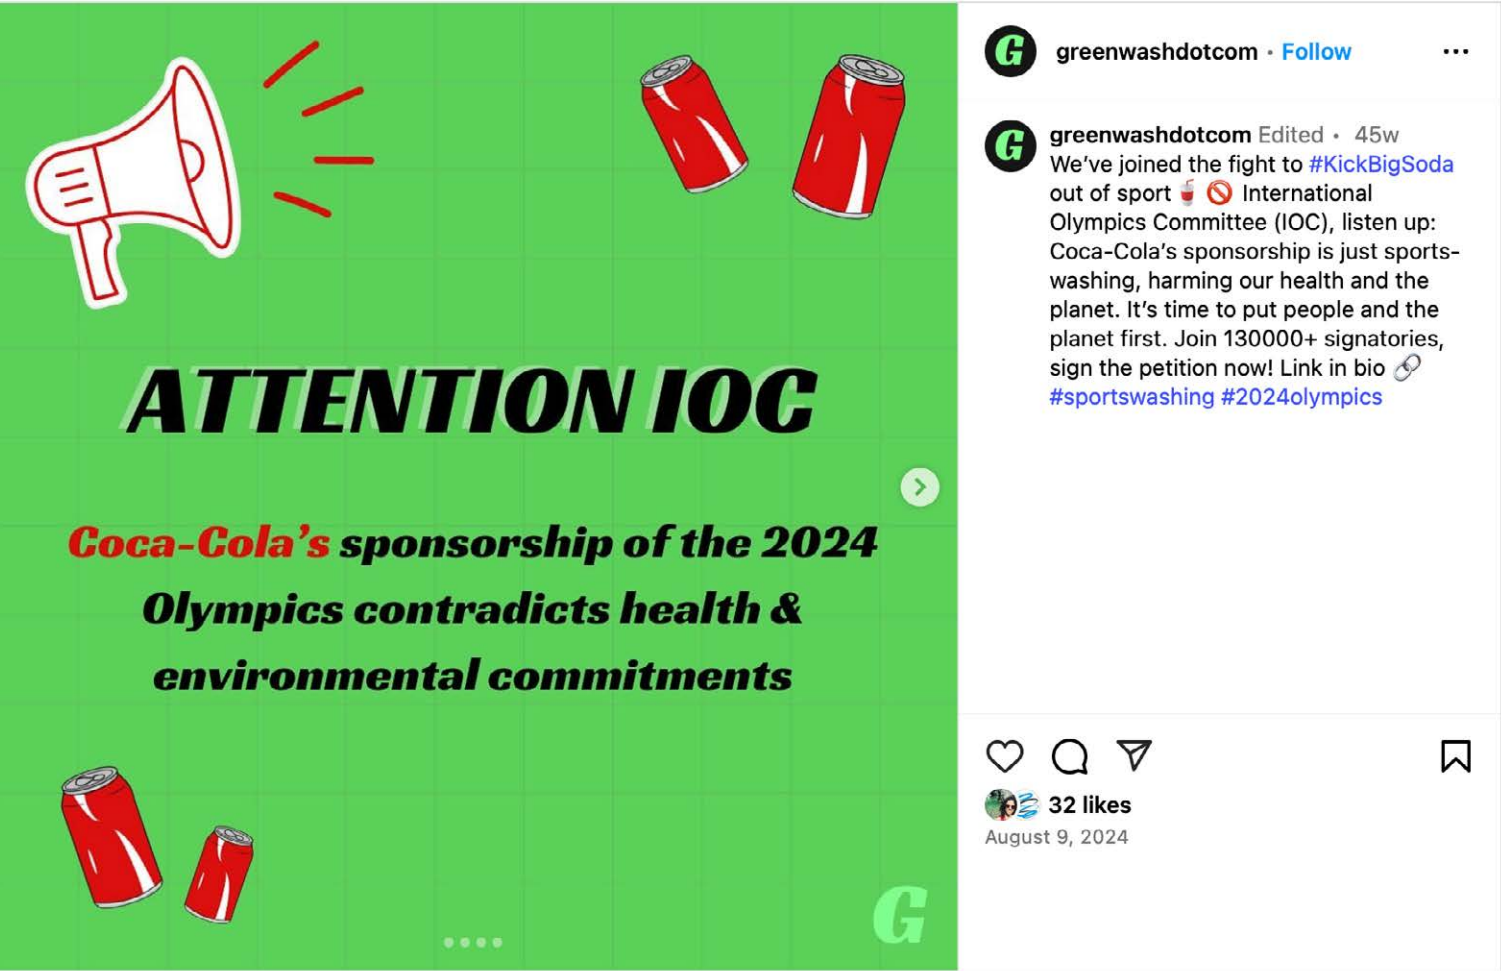 ATTENTION IOC
Coca-Cola’s sponsorship of the 2024
Olympics contradicts health &
environmental commitments
G
G
greenwashdotcom • Follow
G
greenwashdotcom Edited • 45w
We’ve joined the fight to #KickBigSoda
out of sport 🥤 🚫 International
Olympics Committee (IOC), listen up:
Coca-Cola’s sponsorship is just sports-
washing, harming our health and the
planet. It’s time to put people and the
planet first. Join 130000+ signatories,
sign the petition now! Link in bio 🔗
#sportswashing #2024olympics
32 likes
August 9, 2024